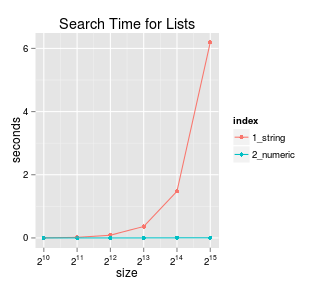 Search Time for Lists
6
4
2
0
seconds
2^10 2^11 2^12 2^13 2^14 2^15
size
index
1_string
2_numeric